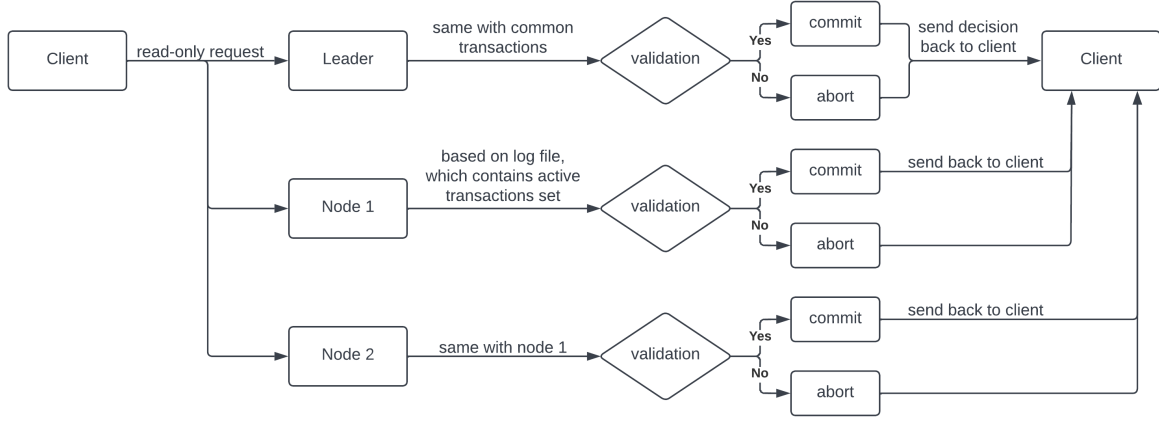 Client
read-only request
Leader
same with common
transactions
validation
Yes
No
commit
abort
send decision
back to client
Client
Node 1
based on log file,
which contains active
transactions set
validation
Yes
No
commit
abort
send back to client
Node 2
same with node 1
validation
Yes
No
commit
abort
send back to client